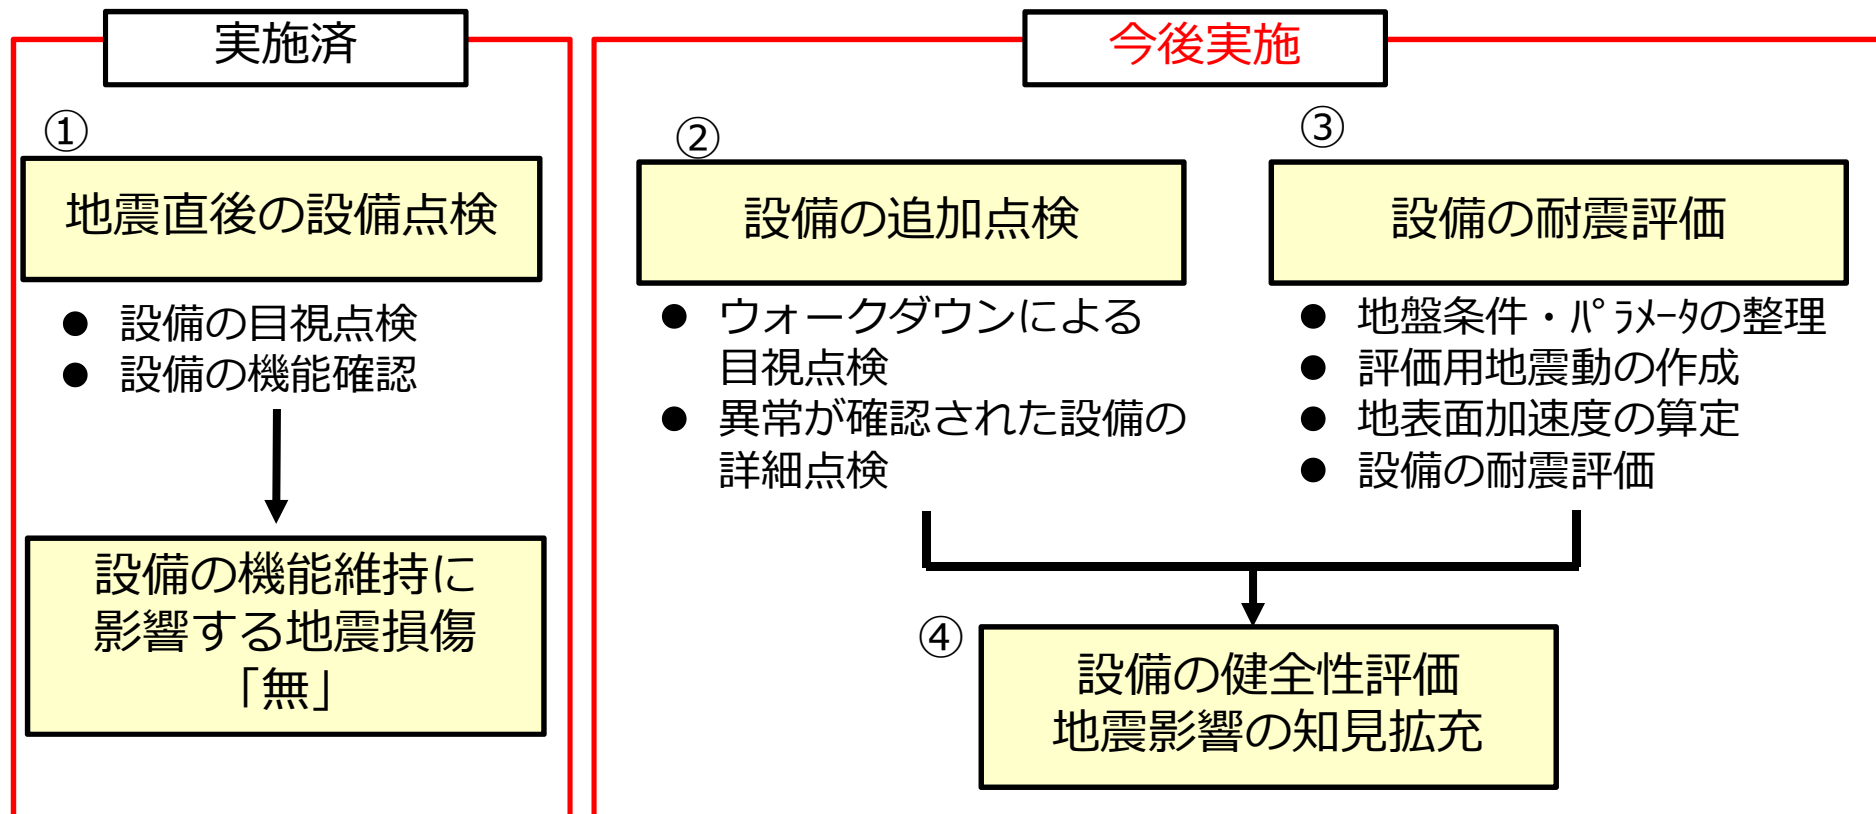 実施済
①
地震直後の設備点検
● 設備の目視点検
● 設備の機能確認
設備の機能維持に
影響する地震損傷
「無」
今後実施
②
設備の追加点検
● ウォークダウンによる
目視点検
● 異常が確認された設備の
詳細点検
③
設備の耐震評価
● 地盤条件・ﾊﾟﾗﾒｰﾀの整理
● 評価用地震動の作成
● 地表面加速度の算定
● 設備の耐震評価
④
設備の健全性評価
地震影響の知見拡充